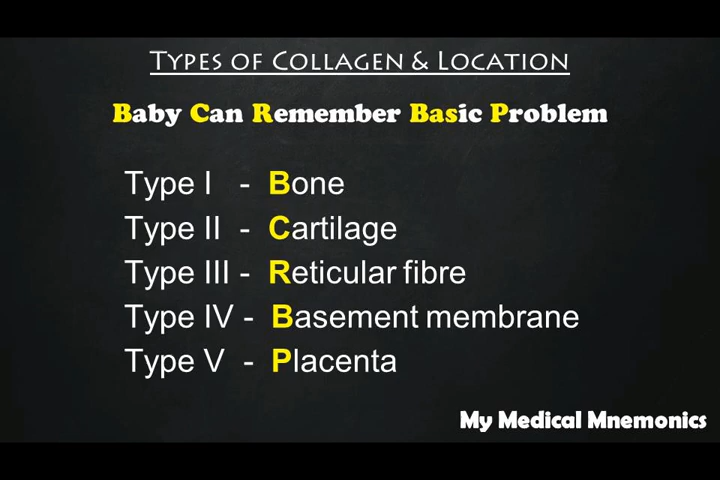 Types of Collagen & Location
Baby Can Remember Basic Problem
Type I - Bone
Type II - Cartilage
Type III - Reticular fibre
Type IV - Basement membrane
Type V - Placenta
My Medical Mnemonics